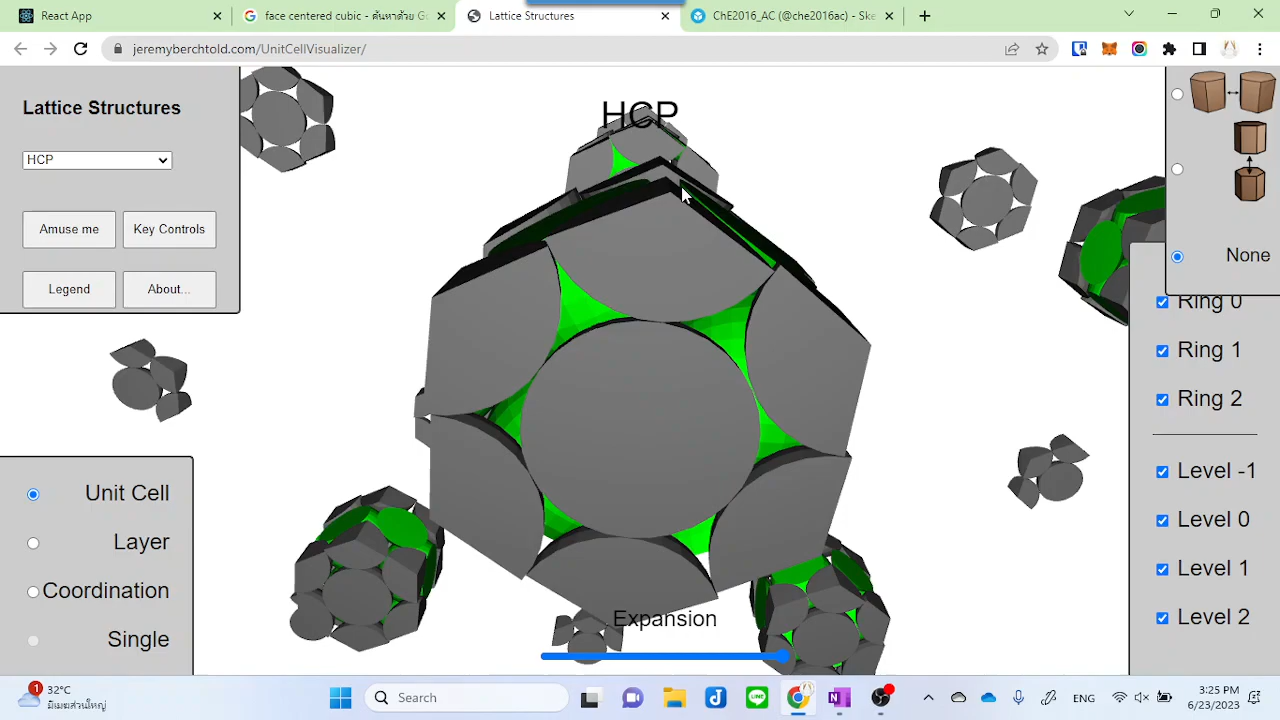 React App
face centered cubic - ค้นหาด้วย Go
Lattice Structures
ChE2016_AC (@che2016ac) - Ske
jeremyberchtold.com/UnitCellVisualizer/
Lattice Structures
HCP
Amuse me
Key Controls
Legend
About...
HCP
None
Ring 0
Ring 1
Ring 2
Level -1
Level 0
Level 1
Level 2
Unit Cell
Layer
Coordination
Single
Expansion
1
32°C
Search
ENG
3:25 PM
6/23/2023